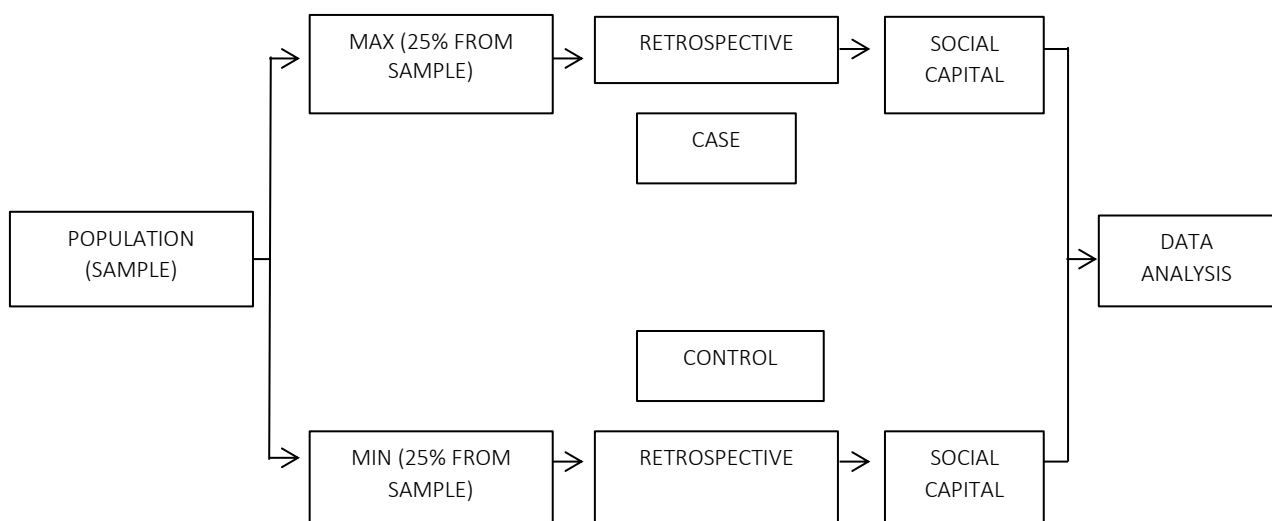 MAX (25% FROM
SAMPLE)
RETROSPECTIVE
SOCIAL
CAPITAL
CASE
POPULATION
(SAMPLE)
DATA
ANALYSIS
CONTROL
MIN (25% FROM
SAMPLE)
RETROSPECTIVE
SOCIAL
CAPITAL